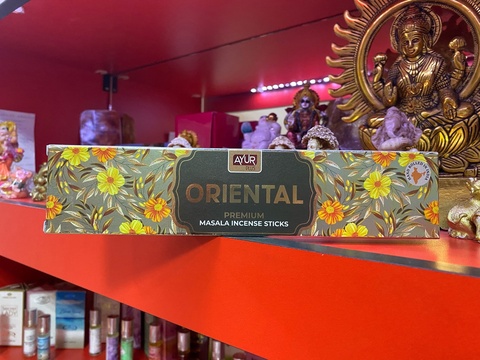 AYUR
ORIENTAL
PREMIUM
MASALA INCENSE STICKS